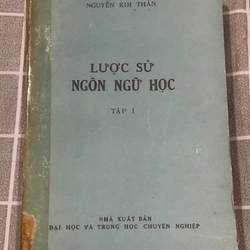 NGUYỄN KIM THẢN
LƯỢC SỬ
NGÔN NGỮ HỌC
TẬP I
NHÀ XUẤT BẢN
ĐẠI HỌC VÀ TRUNG HỌC CHUYÊN NGHIỆP